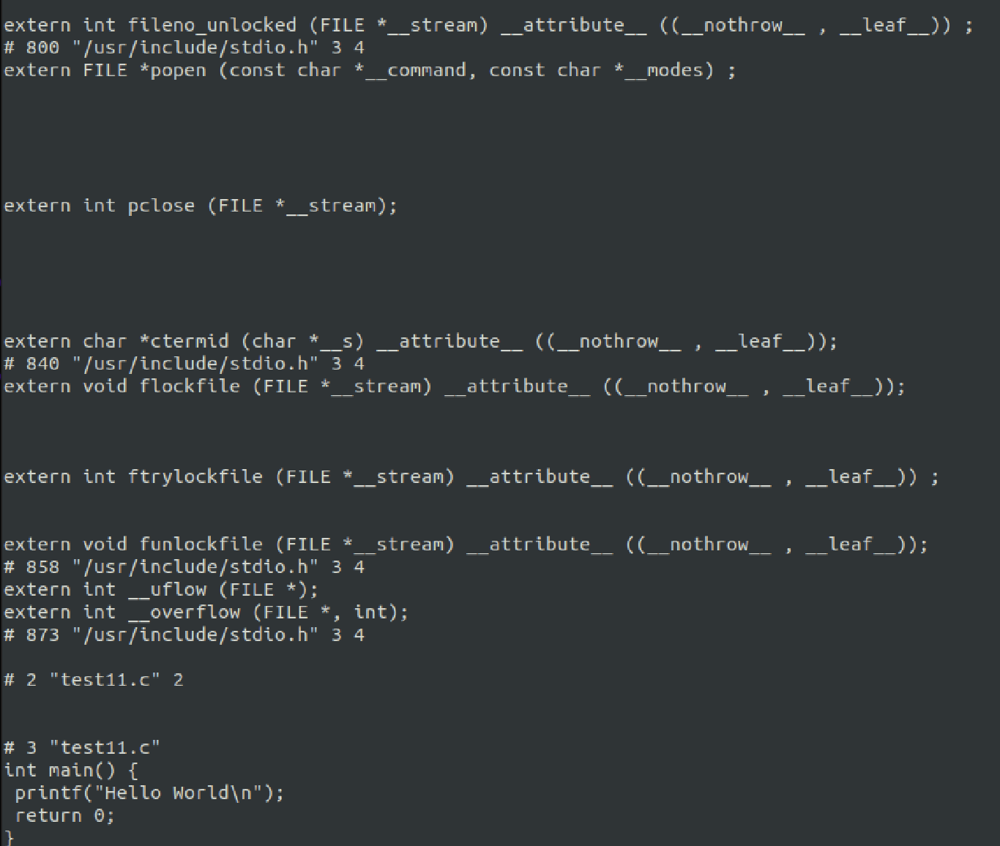 extern int fileno_unlocked (FILE *__stream) __attribute__ ((__nothrow__ , __leaf__)) ;
# 800 "/usr/include/stdio.h" 3 4
extern FILE *popen (const char *__command, const char *__modes) ;
extern int pclose (FILE *__stream);
extern char *ctermid (char *__s) __attribute__ ((__nothrow__ , __leaf__));
# 840 "/usr/include/stdio.h" 3 4
extern void flockfile (FILE *__stream) __attribute__ ((__nothrow__ , __leaf__));
extern int ftrylockfile (FILE *__stream) __attribute__ ((__nothrow__ , __leaf__)) ;
extern void funlockfile (FILE *__stream) __attribute__ ((__nothrow__ , __leaf__));
# 858 "/usr/include/stdio.h" 3 4
extern int __uflow (FILE *);
extern int __overflow (FILE *, int);
# 873 "/usr/include/stdio.h" 3 4
# 2 "test11.c" 2
# 3 "test11.c"
int main() {
 printf("Hello World\n");
 return 0;
}